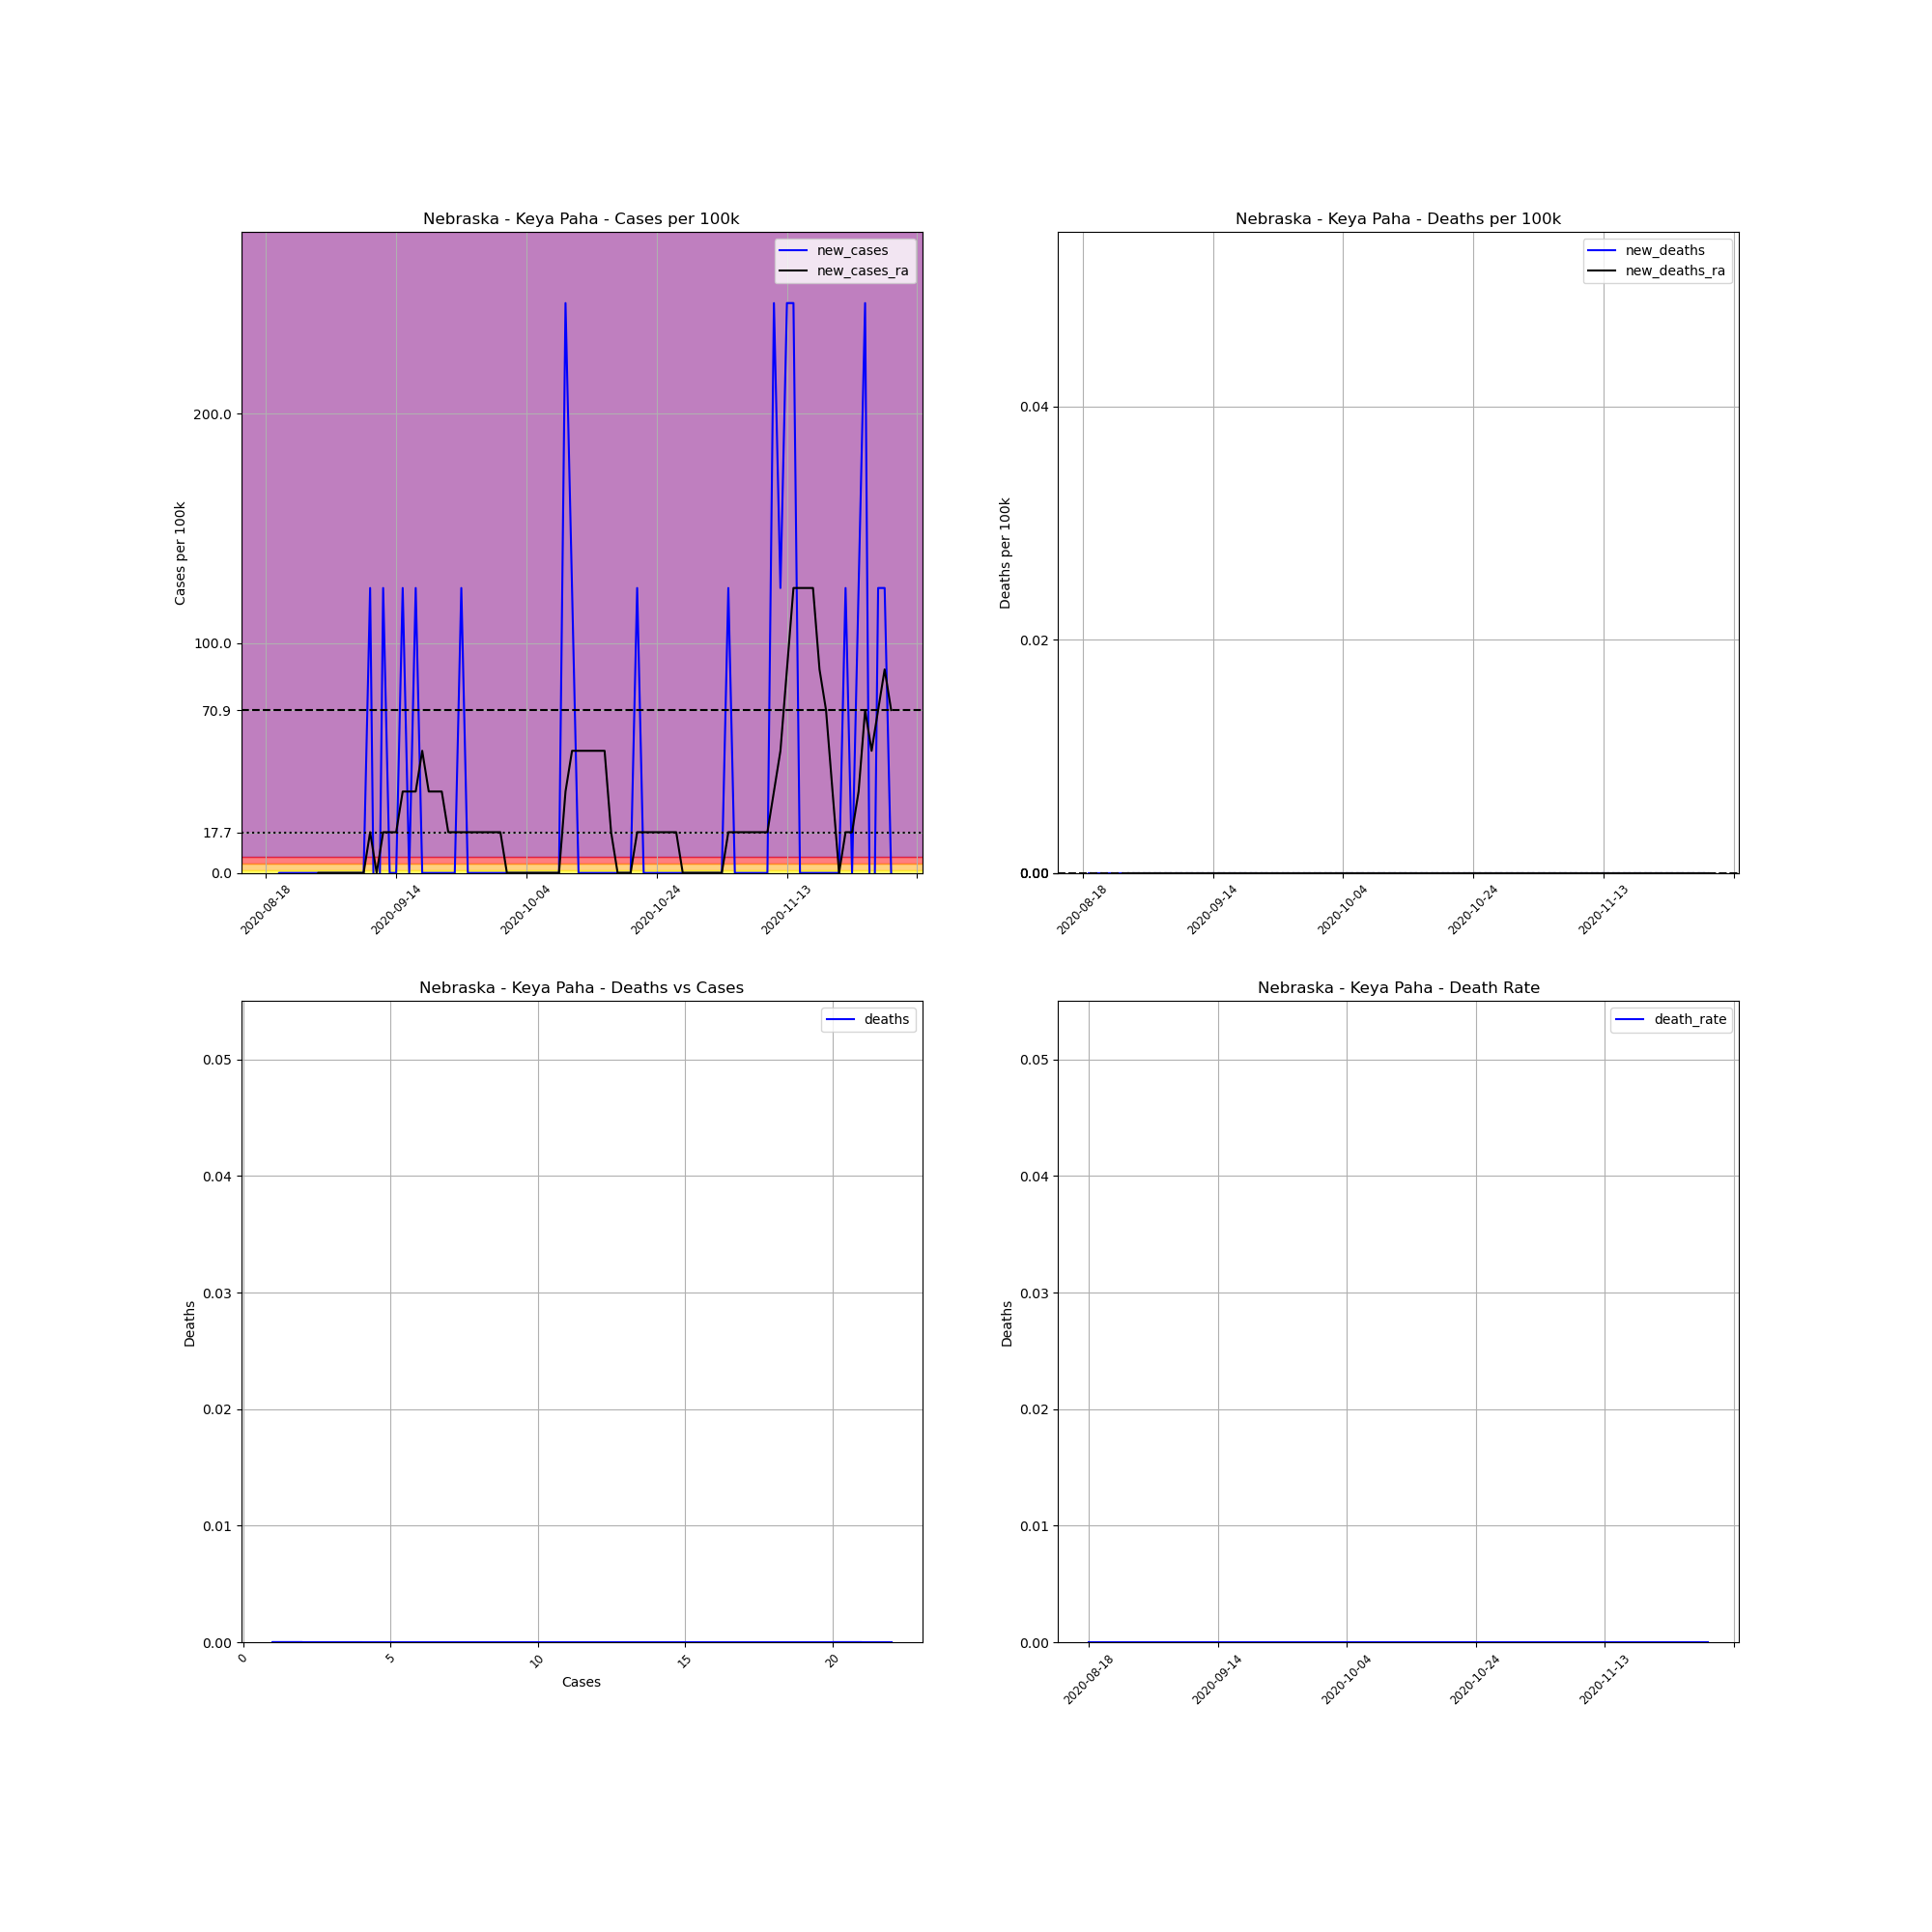 Nebraska - Keya Paha - Cases per 100k
new_cases
new_cases_ra
Cases per 100k
200.0
100.0
70.9
17.7
0.0
2020-08-18
2020-09-14
2020-10-04
2020-10-24
2020-11-13
Nebraska - Keya Paha - Deaths per 100k
new_deaths
new_deaths_ra
Deaths per 100k
0.04
0.02
0.00
2020-08-18
2020-09-14
2020-10-04
2020-10-24
2020-11-13
Nebraska - Keya Paha - Deaths vs Cases
deaths
Deaths
0.05
0.04
0.03
0.02
0.01
0.00
0
5
10
15
20
Cases
Nebraska - Keya Paha - Death Rate
death_rate
Deaths
0.05
0.04
0.03
0.02
0.01
0.00
2020-08-18
2020-09-14
2020-10-04
2020-10-24
2020-11-13